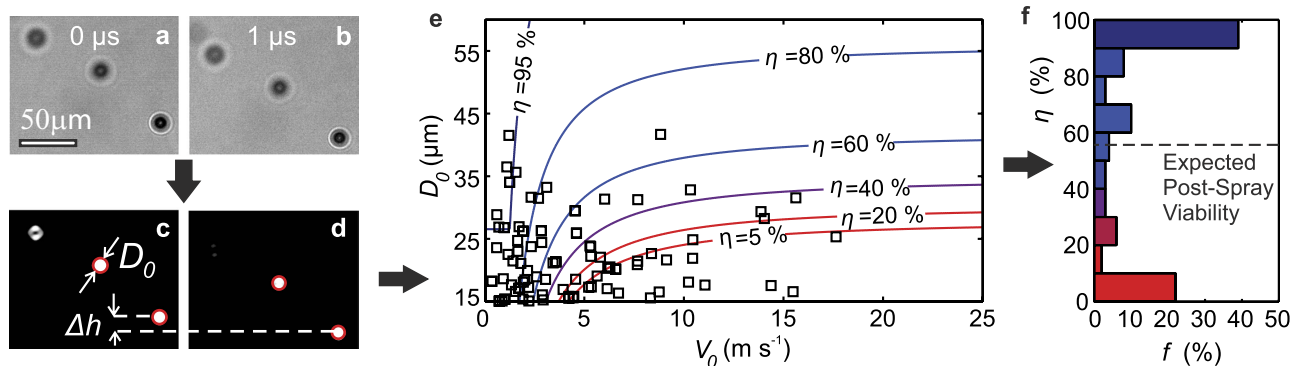 0 µs a
1 µs b
50µm
c
D0
Δh
d
e
D0 (µm)
55
45
35
25
15
η =95 %
η =80 %
η =60 %
η =40 %
η =20 %
η =5 %
0 5 10 15 20 25
V0 (m s-1)
f
η (%)
100
80
60
40
20
0
Expected
Post-Spray
Viability
0 10 20 30 40 50
f (%)